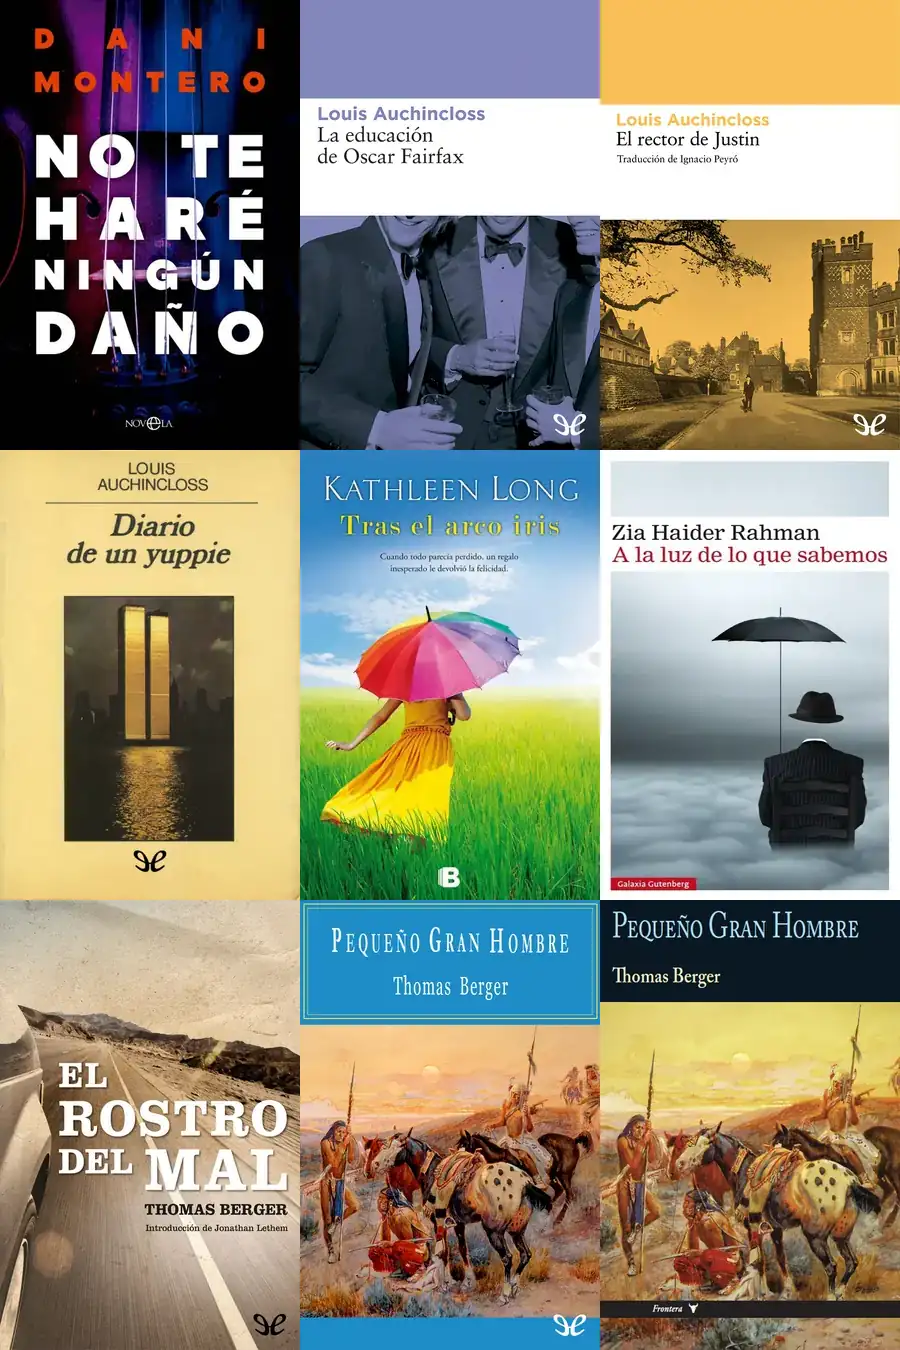 DANI
MONTERO
NO TE
HARÉ
NINGÚN
DAÑO
NOVELA
Louis Auchincloss
La educación
de Oscar Fairfax
Louis Auchincloss
El rector de Justin
Traducción de Ignacio Peyró
LOUIS
AUCHINCLOSS
Diario
de un yuppie
KATHLEEN LONG
Tras el arco iris
Cuando todo parecía perdido, un regalo
inesperado le devolvió la felicidad.
B
Zia Haider Rahman
A la luz de lo que sabemos
Galaxia Gutenberg
EL
ROSTRO
DEL MAL
THOMAS BERGER
Introducción de Jonathan Lethem
PEQUEÑO GRAN HOMBRE
Thomas Berger
PEQUEÑO GRAN HOMBRE
Thomas Berger
Frontera